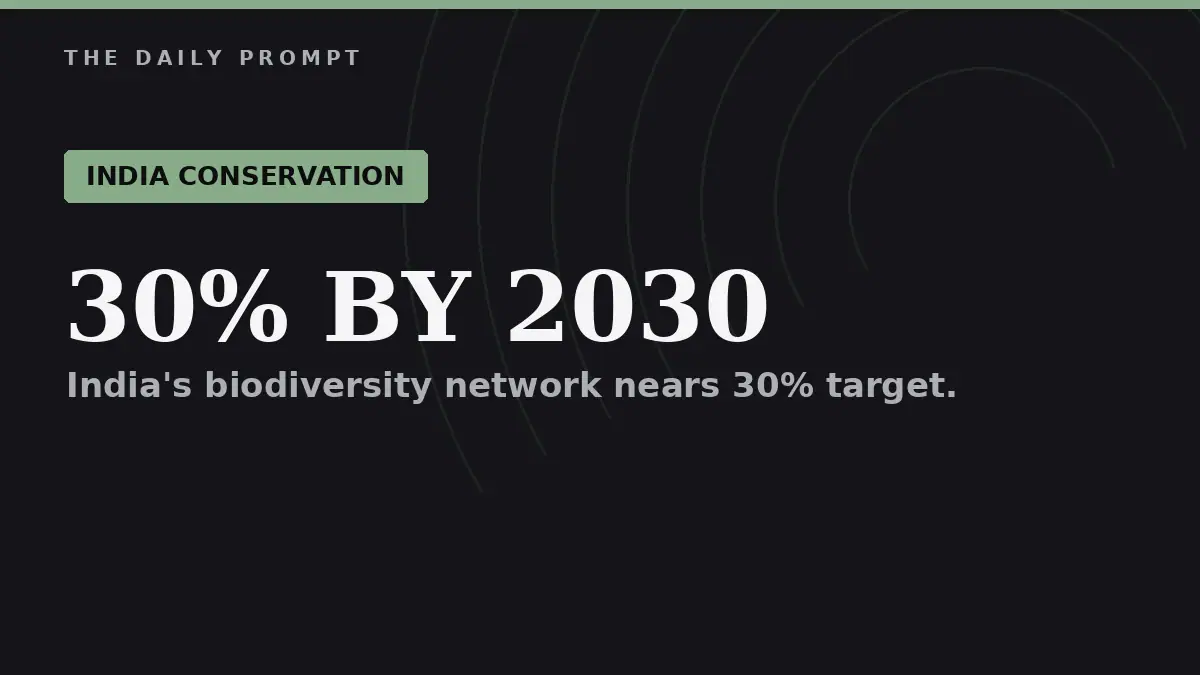 THE DAILY PROMPT
INDIA CONSERVATION
30% BY 2030
India's biodiversity network nears 30% target.